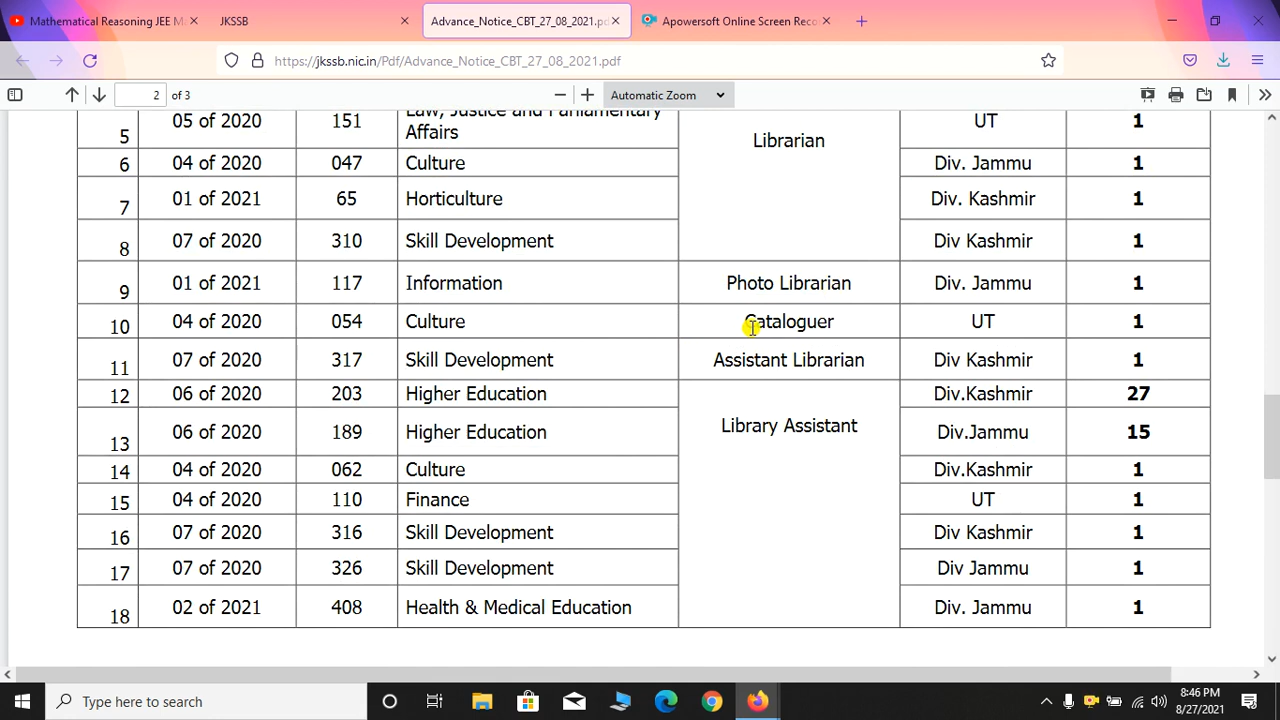 Mathematical Reasoning JEE M
JKSSB
Advance_Notice_CBT_27_08_2021.pd
Apowersoft Online Screen Reco
https://jkssb.nic.in/Pdf/Advance_Notice_CBT_27_08_2021.pdf
2 of 3 Automatic Zoom
5 05 of 2020 151 Law, Justice and Parliamentary Affairs Librarian UT 1
6 04 of 2020 047 Culture Div. Jammu 1
7 01 of 2021 65 Horticulture Div. Kashmir 1
8 07 of 2020 310 Skill Development Div Kashmir 1
9 01 of 2021 117 Information Photo Librarian Div. Jammu 1
10 04 of 2020 054 Culture Cataloguer UT 1
11 07 of 2020 317 Skill Development Assistant Librarian Div Kashmir 1
12 06 of 2020 203 Higher Education Div.Kashmir 27
Library Assistant
13 06 of 2020 189 Higher Education Div.Jammu 15
14 04 of 2020 062 Culture Div.Kashmir 1
15 04 of 2020 110 Finance UT 1
16 07 of 2020 316 Skill Development Div Kashmir 1
17 07 of 2020 326 Skill Development Div Jammu 1
18 02 of 2021 408 Health & Medical Education Div. Jammu 1
Type here to search
8:46 PM
8/27/2021